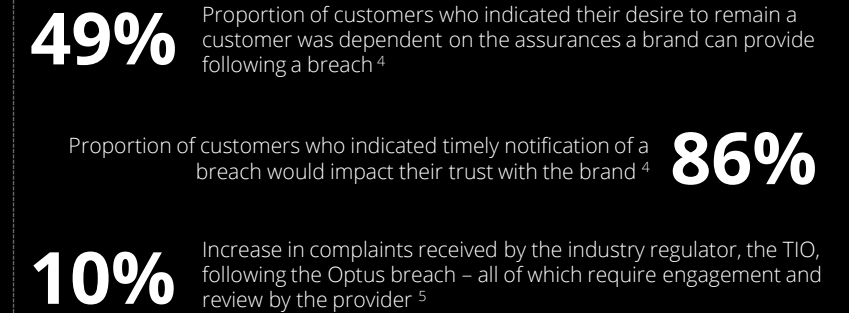 49%
Proportion of customers who indicated their desire to remain a
customer was dependent on the assurances a brand can provide
following a breach 4
Proportion of customers who indicated timely notification of a
breach would impact their trust with the brand 4
86%
10%
Increase in complaints received by the industry regulator, the TIO,
following the Optus breach – all of which require engagement and
review by the provider 5